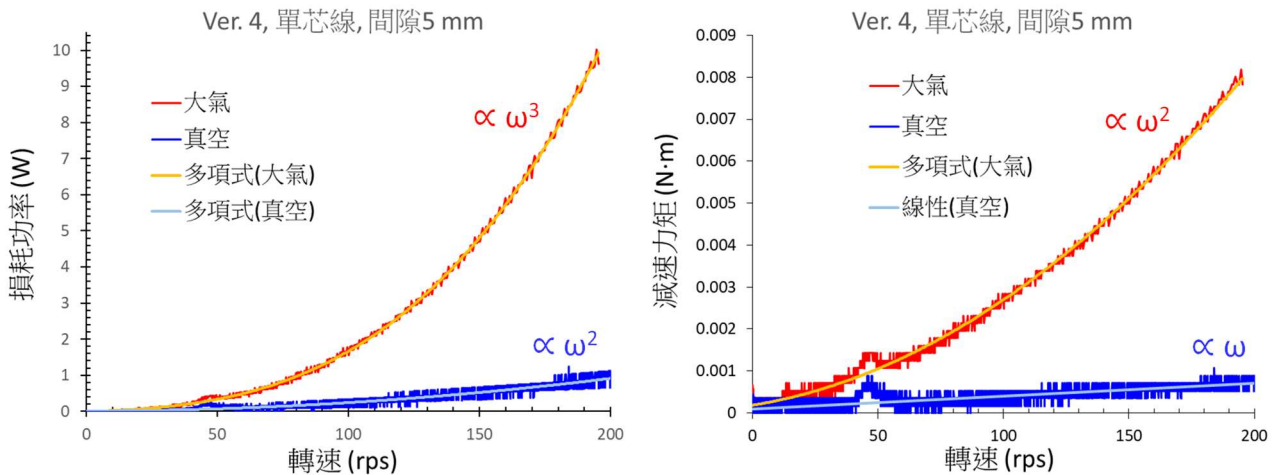 Ver. 4, 單芯線, 間隙5 mm
損耗功率 (W)
10
9
8
7
6
5
4
3
2
1
0
大氣
真空
多項式(大氣)
多項式(真空)
∝ ω³
∝ ω²
0 50 100 150 200
轉速 (rps)
Ver. 4, 單芯線, 間隙5 mm
減速力矩 (N·m)
0.009
0.008
0.007
0.006
0.005
0.004
0.003
0.002
0.001
0
大氣
真空
多項式(大氣)
線性(真空)
∝ ω²
∝ ω
0 50 100 150 200
轉速 (rps)